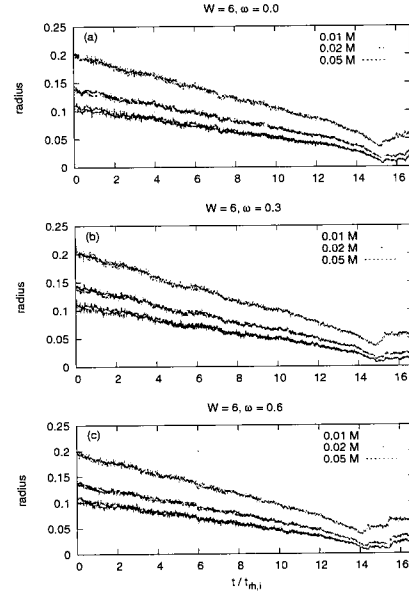 W = 6, ω = 0.0
(a)
0.01 M
0.02 M
0.05 M
radius
0.2
0.15
0.1
0.05
0
0 2 4 6 8 10 12 14 16
W = 6, ω = 0.3
(b)
0.01 M
0.02 M
0.05 M
radius
0.25
0.2
0.15
0.1
0.05
0
0 2 4 6 8 10 12 14 16
W = 6, ω = 0.6
(c)
0.01 M
0.02 M
0.05 M
radius
0.25
0.2
0.15
0.1
0.05
0
0 2 4 6 8 10 12 14 16
t / trh,i